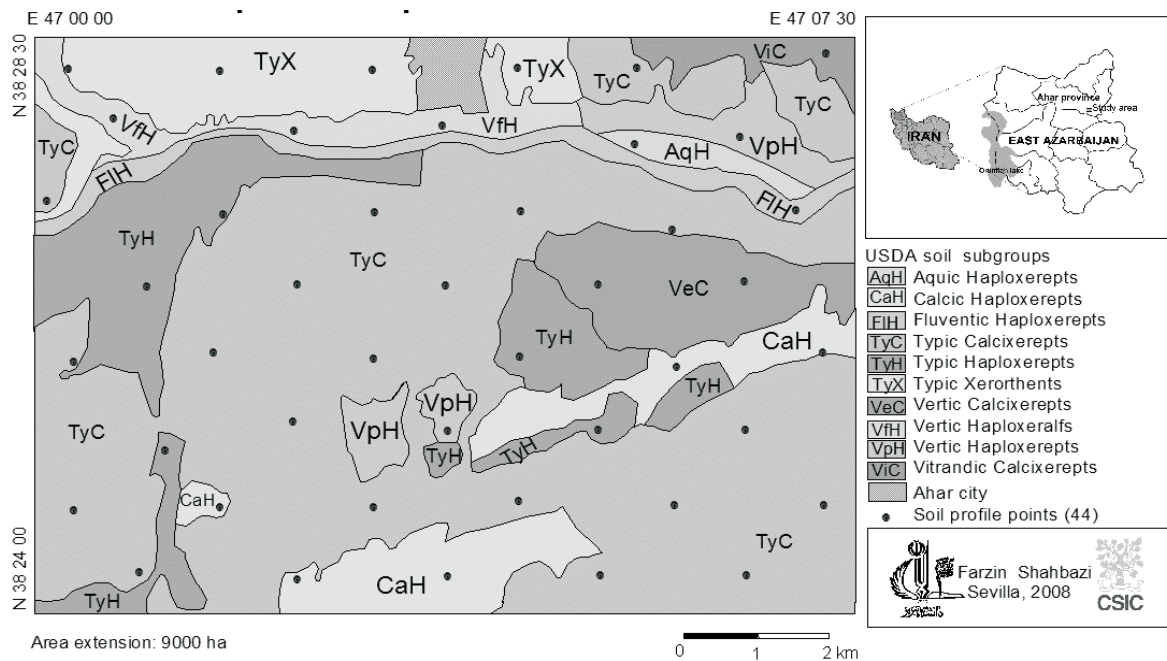 E 47 00 00
E 47 07 30
N 38 28 30
N 38 24 00
TyX
TyX
TyC
ViC
TyC
VfH
VfH
TyC
AqH
VpH
FlH
FlH
TyH
TyC
VeC
TyH
CaH
TyH
VpH
VpH
TyC
TyH
TyH
CaH
TyC
CaH
TyH
Area extension: 9000 ha
0 1 2 km
Ahar province
Study area
IRAN
EAST AZARBAIJAN
lake
USDA soil subgroups
AqH Aquic Haploxerepts
CaH Calcic Haploxerepts
FlH Fluventic Haploxerepts
TyC Typic Calcixerepts
TyH Typic Haploxerepts
TyX Typic Xerorthents
VeC Vertic Calcixerepts
VfH Vertic Haploxeralfs
VpH Vertic Haploxerepts
ViC Vitrandic Calcixerepts
Ahar city
Soil profile points (44)
Farzin Shahbazi
Sevilla, 2008
CSIC